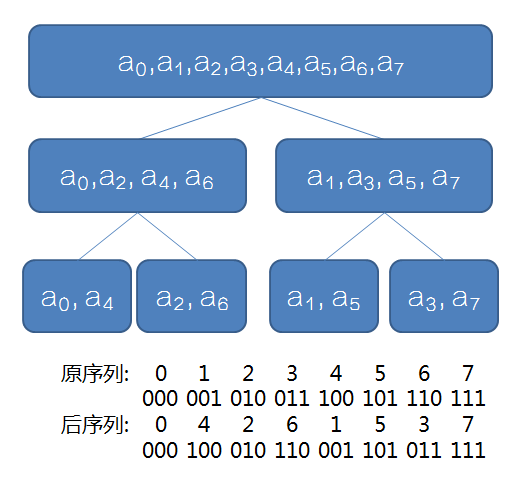 a₀,a₁,a₂,a₃,a₄,a₅,a₆,a₇
a₀,a₂, a₄, a₆
a₁,a₃, a₅, a₇
a₀, a₄
a₂, a₆
a₁, a₅
a₃, a₇
原序列: 0 1 2 3 4 5 6 7
000 001 010 011 100 101 110 111
后序列: 0 4 2 6 1 5 3 7
000 100 010 110 001 101 011 111